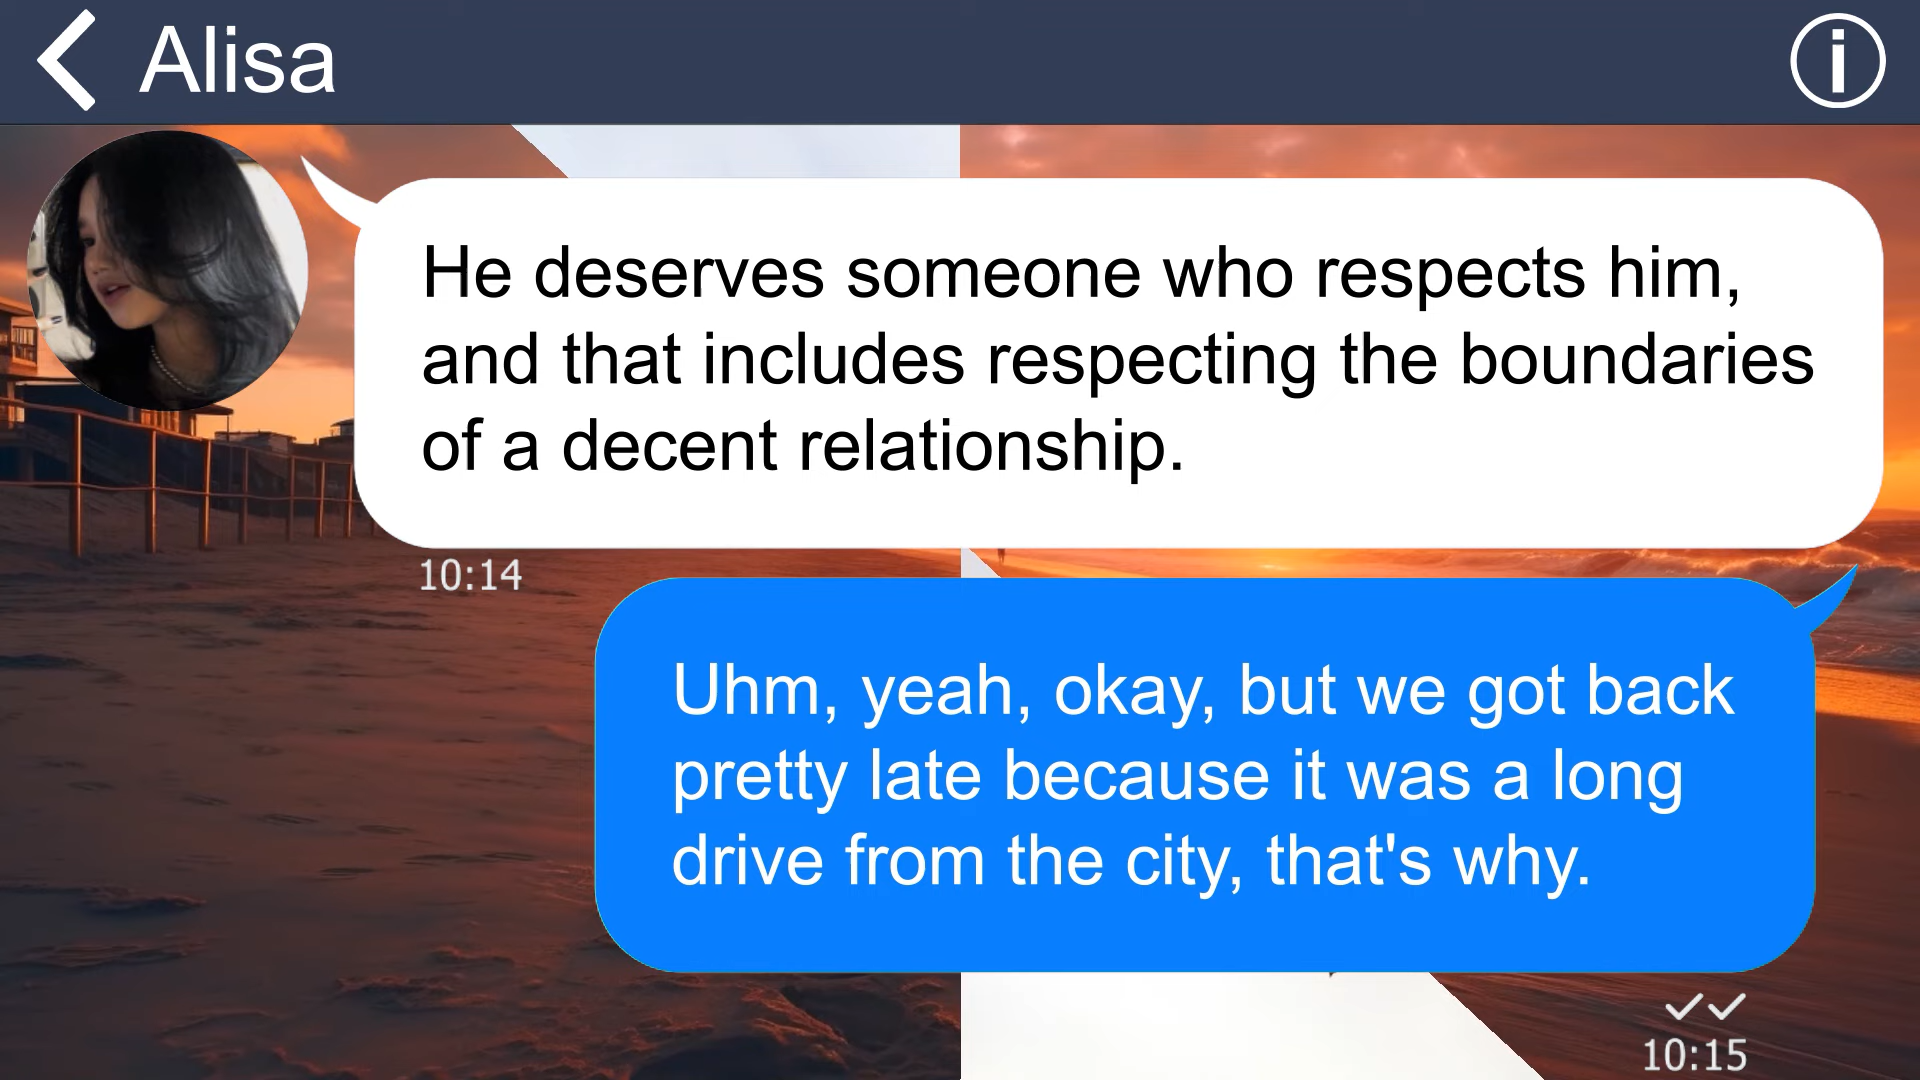 Alisa
He deserves someone who respects him,
and that includes respecting the boundaries
of a decent relationship.
10:14
Uhm, yeah, okay, but we got back
pretty late because it was a long
drive from the city, that's why.
10:15